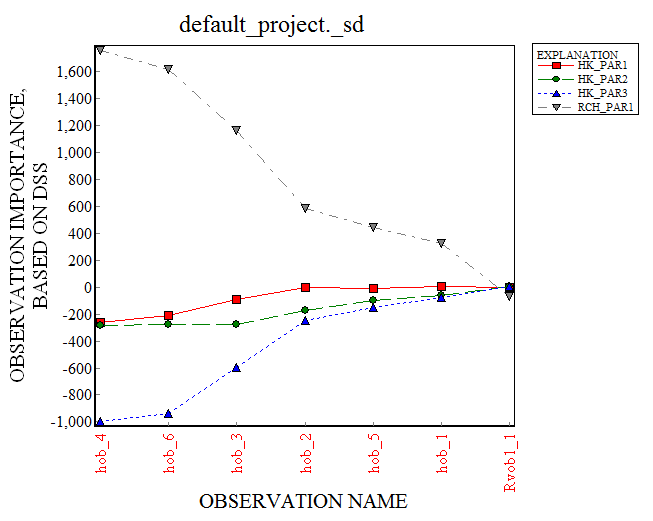 default_project._sd
EXPLANATION
HK_PAR1
HK_PAR2
HK_PAR3
RCH_PAR1
OBSERVATION IMPORTANCE,
BASED ON DSS
1,600
1,400
1,200
1,000
800
600
400
200
0
-200
-400
-600
-800
-1,000
hob_4
hob_6
hob_3
hob_2
hob_5
hob_1
Rvob1_1
OBSERVATION NAME